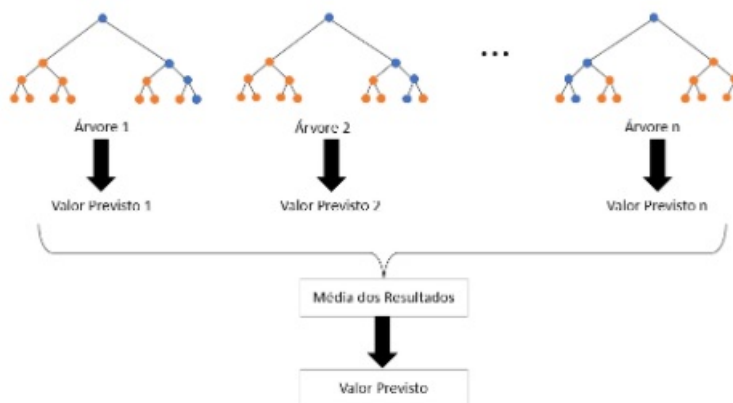 ...
Árvore 1
Árvore 2
Árvore n
Valor Previsto 1
Valor Previsto 2
Valor Previsto n
Média dos Resultados
Valor Previsto